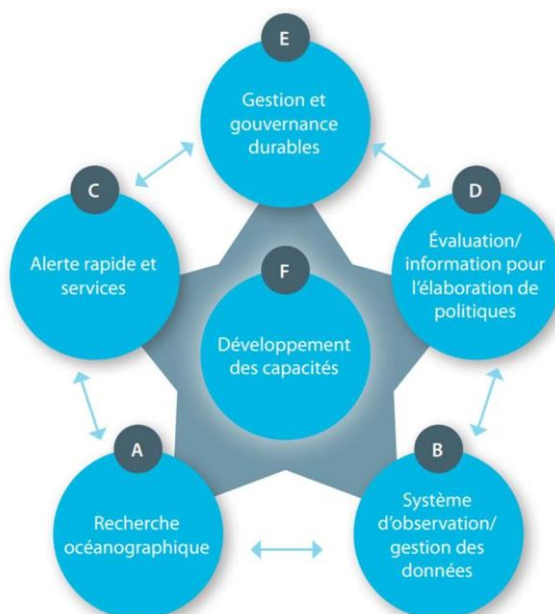 E
Gestion et
gouvernance
durables
C
Alerte rapide et
services
D
Évaluation/
information pour
l'élaboration de
politiques
F
Développement
des capacités
A
Recherche
océanographique
B
Système
d'observation/
gestion des
données